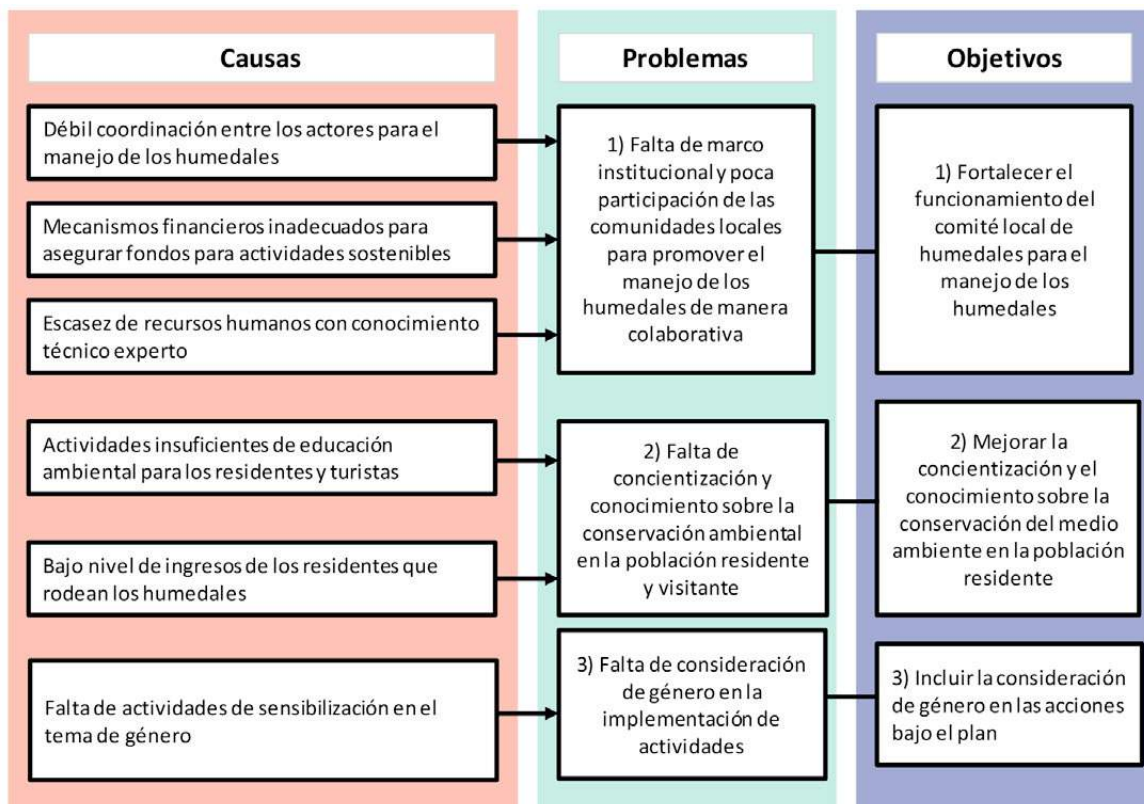 Causas
Débil coordinación entre los actores para el
manejo de los humedales
Mecanismos financieros inadecuados para
asegurar fondos para actividades sostenibles
Escasez de recursos humanos con conocimiento
técnico experto
Actividades insuficientes de educación
ambiental para los residentes y turistas
Bajo nivel de ingresos de los residentes que
rodean los humedales
Falta de actividades de sensibilización en el
tema de género
Problemas
1) Falta de marco
institucional y poca
participación de las
comunidades locales
para promover el
manejo de los
humedales de manera
colaborativa
2) Falta de
concientización y
conocimiento sobre la
conservación ambiental
en la población residente
y visitante
3) Falta de consideración
de género en la
implementación de
actividades
Objetivos
1) Fortalecer el
funcionamiento del
comité local de
humedales para el
manejo de los
humedales
2) Mejorar la
concientización y el
conocimiento sobre la
conservación del medio
ambiente en la población
residente
3) Incluir la consideración
de género en las acciones
bajo el plan